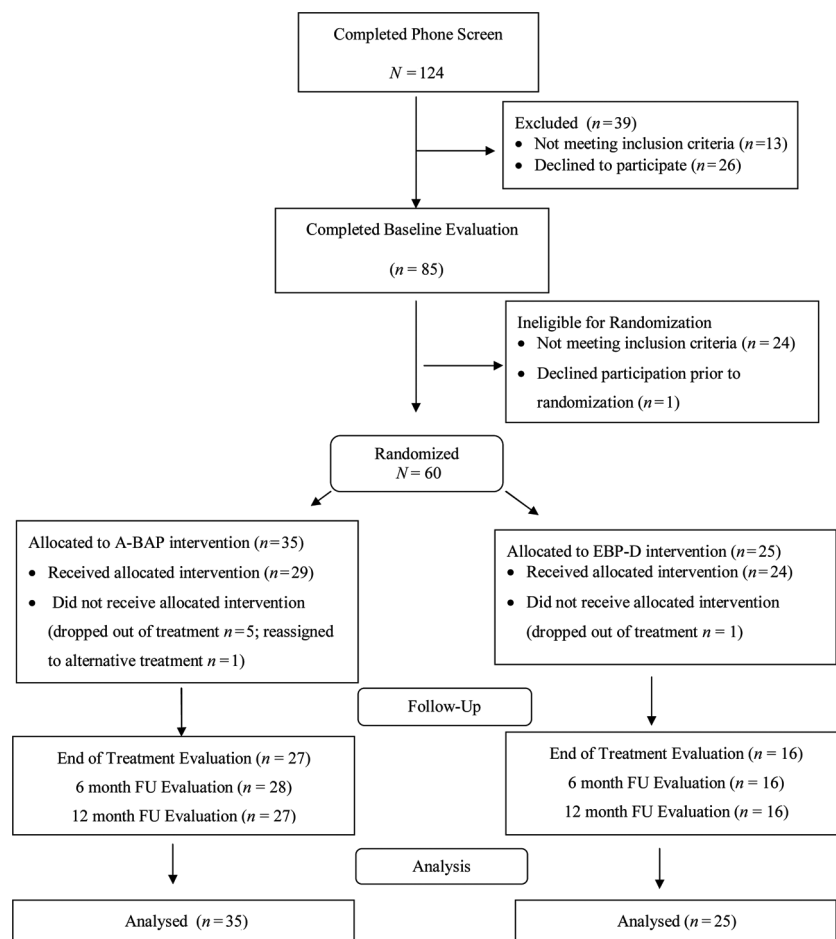 Completed Phone Screen
N = 124
Excluded (n=39)
• Not meeting inclusion criteria (n=13)
• Declined to participate (n=26)
Completed Baseline Evaluation
(n = 85)
Ineligible for Randomization
• Not meeting inclusion criteria (n = 24)
• Declined participation prior to
randomization (n=1)
Randomized
N = 60
Allocated to A-BAP intervention (n=35)
• Received allocated intervention (n=29)
• Did not receive allocated intervention
(dropped out of treatment n=5; reassigned
to alternative treatment n=1)
Allocated to EBP-D intervention (n=25)
• Received allocated intervention (n=24)
• Did not receive allocated intervention
(dropped out of treatment n = 1)
Follow-Up
End of Treatment Evaluation (n = 27)
6 month FU Evaluation (n = 28)
12 month FU Evaluation (n = 27)
End of Treatment Evaluation (n = 16)
6 month FU Evaluation (n = 16)
12 month FU Evaluation (n = 16)
Analysis
Analysed (n = 35)
Analysed (n = 25)